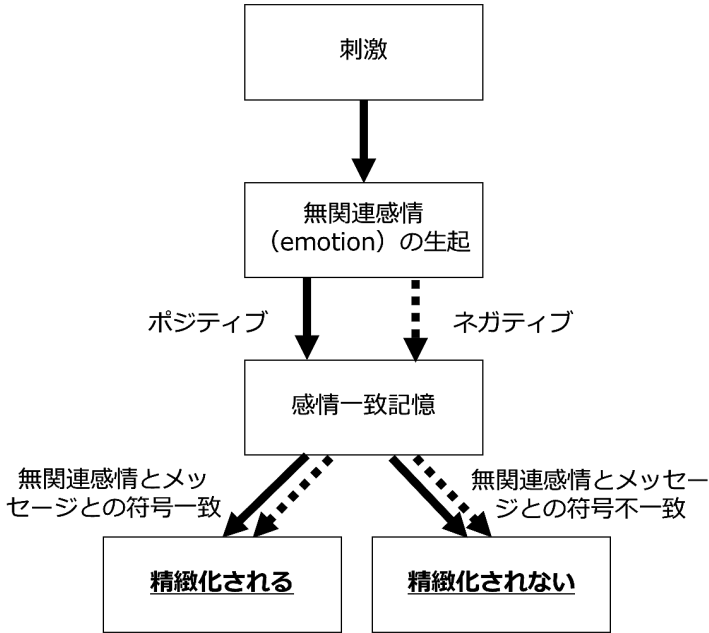 刺激
無関連感情
（emotion）の生起
ポジティブ
ネガティブ
感情一致記憶
無関連感情とメッ
セージとの符号一致
無関連感情とメッセー
ジとの符号不一致
精緻化される
精緻化されない